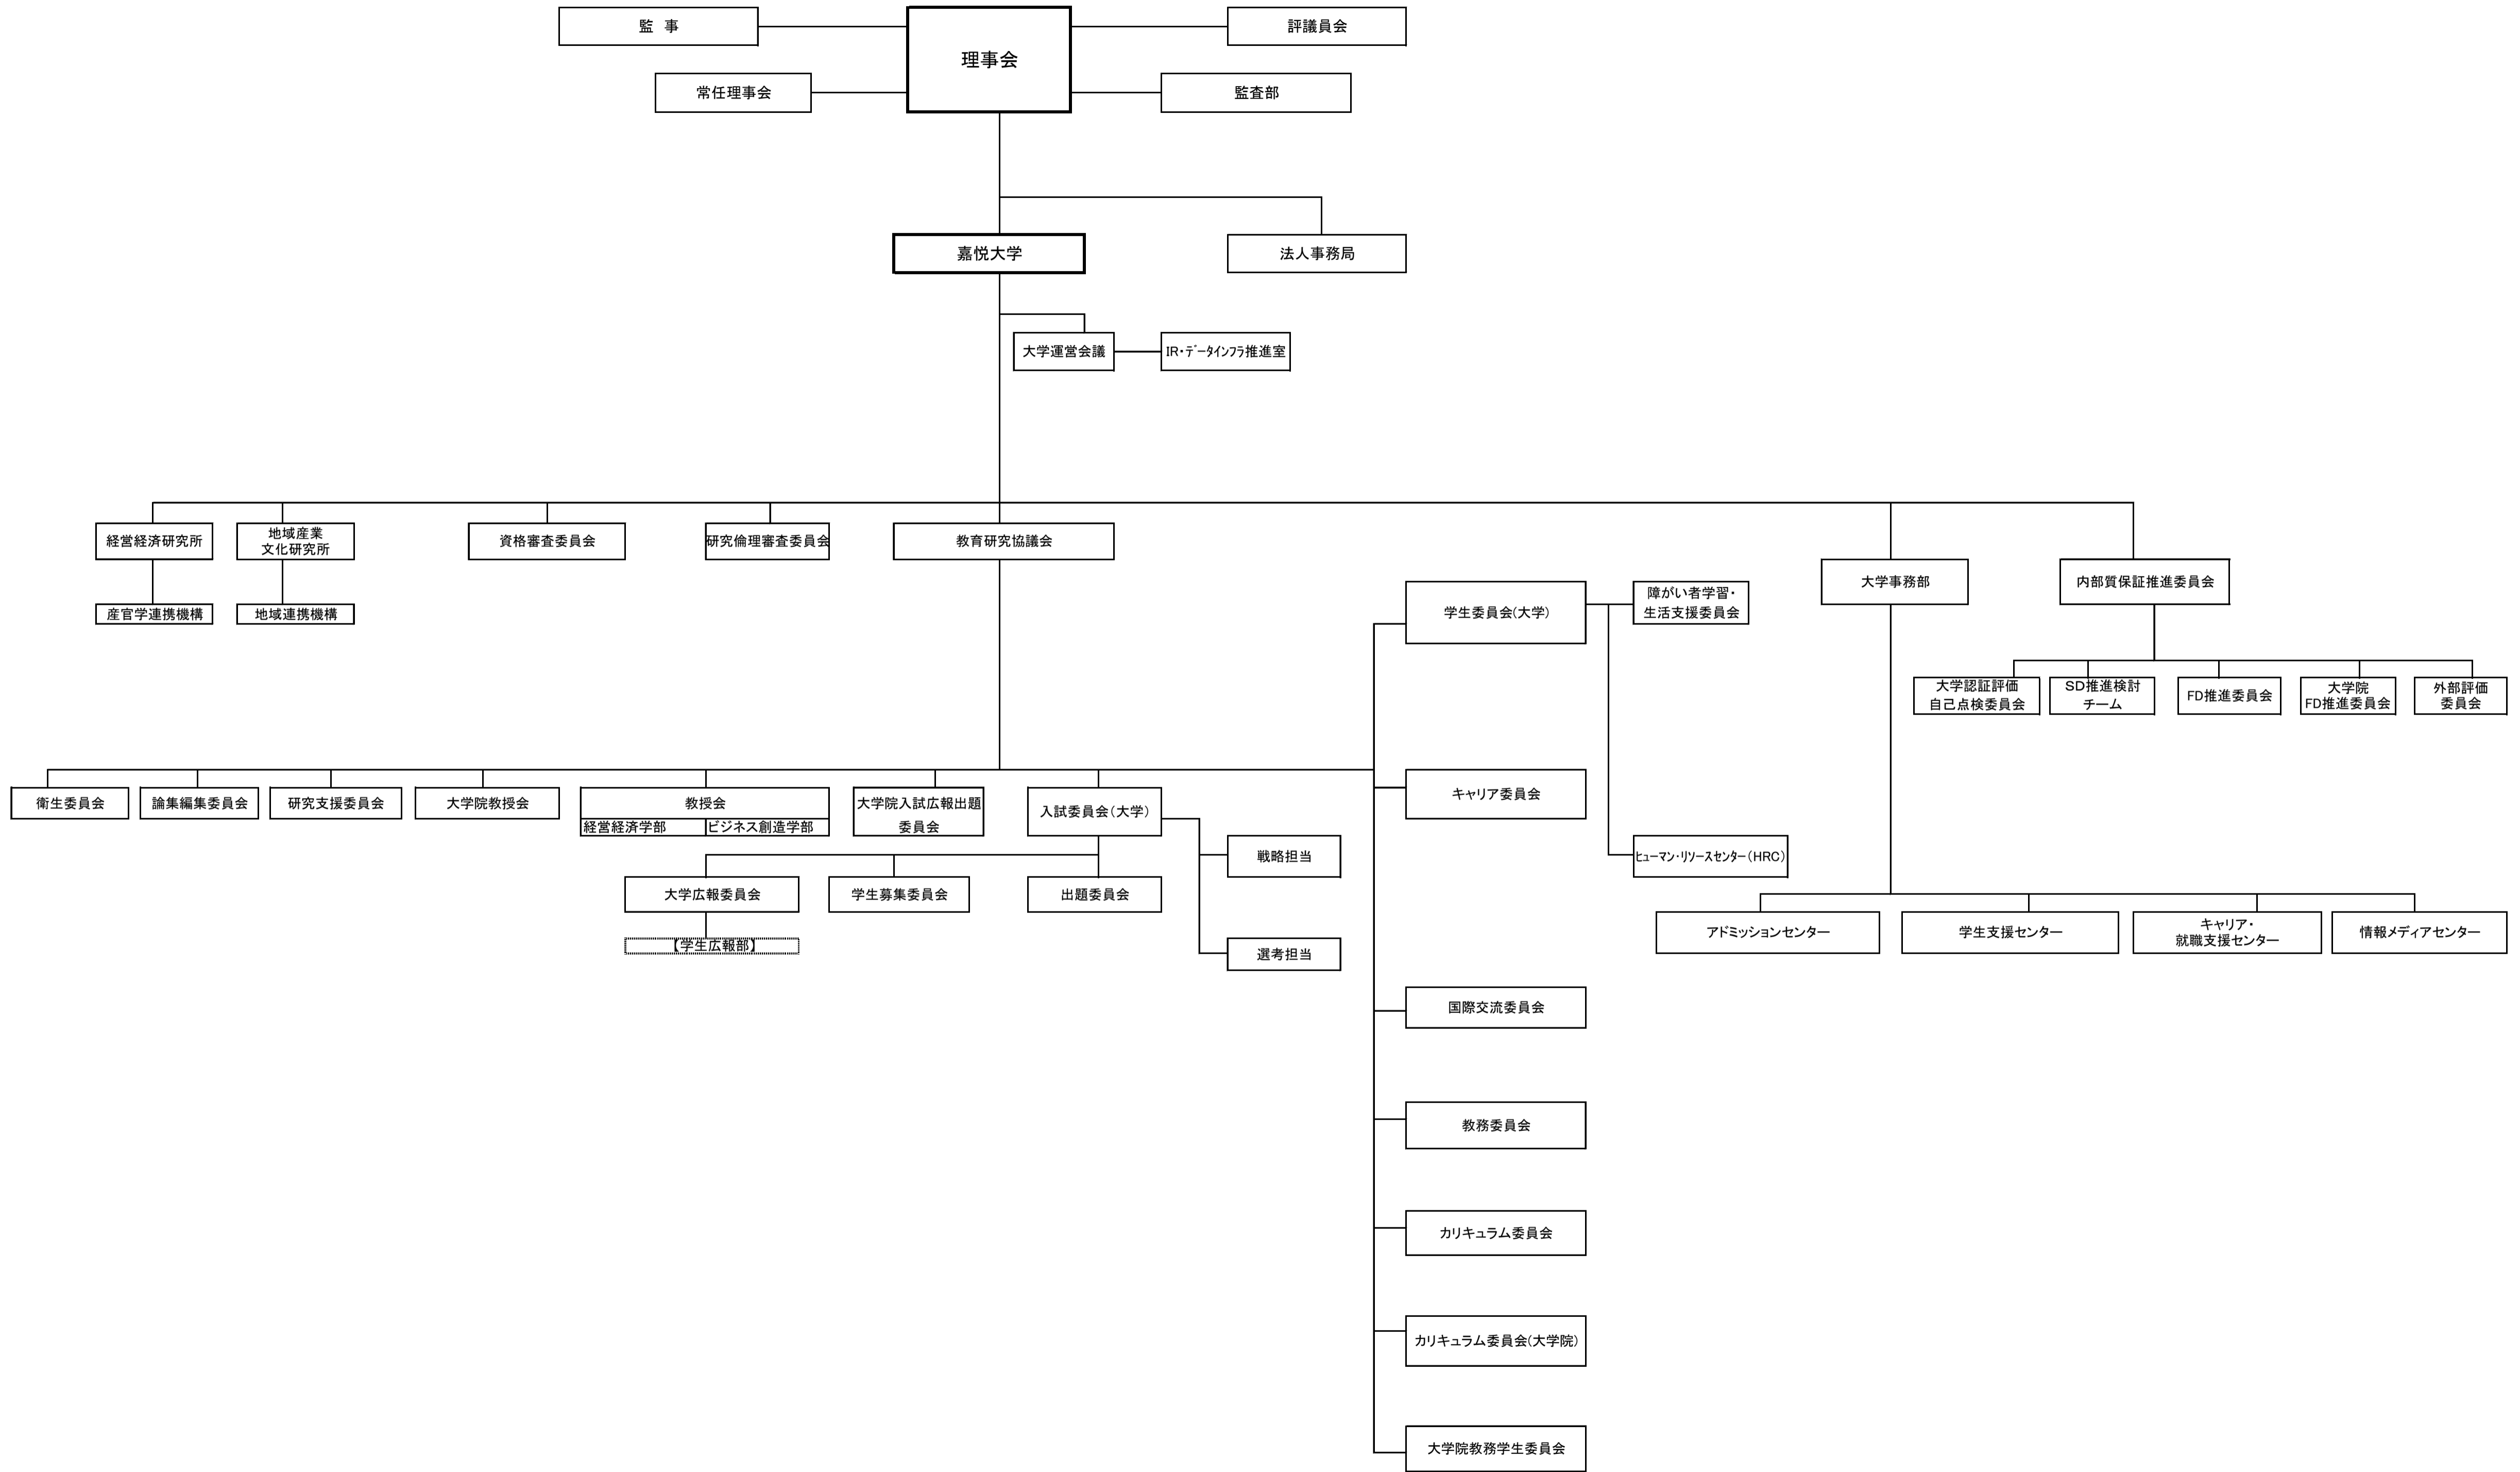 監　事
理事会
評議員会
常任理事会
監査部
嘉悦大学
法人事務局
大学運営会議
IR・ﾃﾞｰﾀｲﾝﾌﾗ推進室
経営経済研究所
地域産業
文化研究所
資格審査委員会
研究倫理審査委員会
教育研究協議会
産官学連携機構
地域連携機構
学生委員会(大学)
障がい者学習・
生活支援委員会
大学事務部
内部質保証推進委員会
大学認証評価
自己点検委員会
SD推進検討
チーム
FD推進委員会
大学院
FD推進委員会
外部評価
委員会
衛生委員会
論集編集委員会
研究支援委員会
大学院教授会
教授会
経営経済学部
ビジネス創造学部
大学院入試広報出題
委員会
入試委員会（大学）
キャリア委員会
戦略担当
ﾋｭｰﾏﾝ・ﾘｿｰｽｾﾝﾀｰ（HRC）
大学広報委員会
学生募集委員会
出題委員会
【学生広報部】
選考担当
アドミッションセンター
学生支援センター
キャリア・
就職支援センター
情報メディアセンター
国際交流委員会
教務委員会
カリキュラム委員会
カリキュラム委員会(大学院)
大学院教務学生委員会